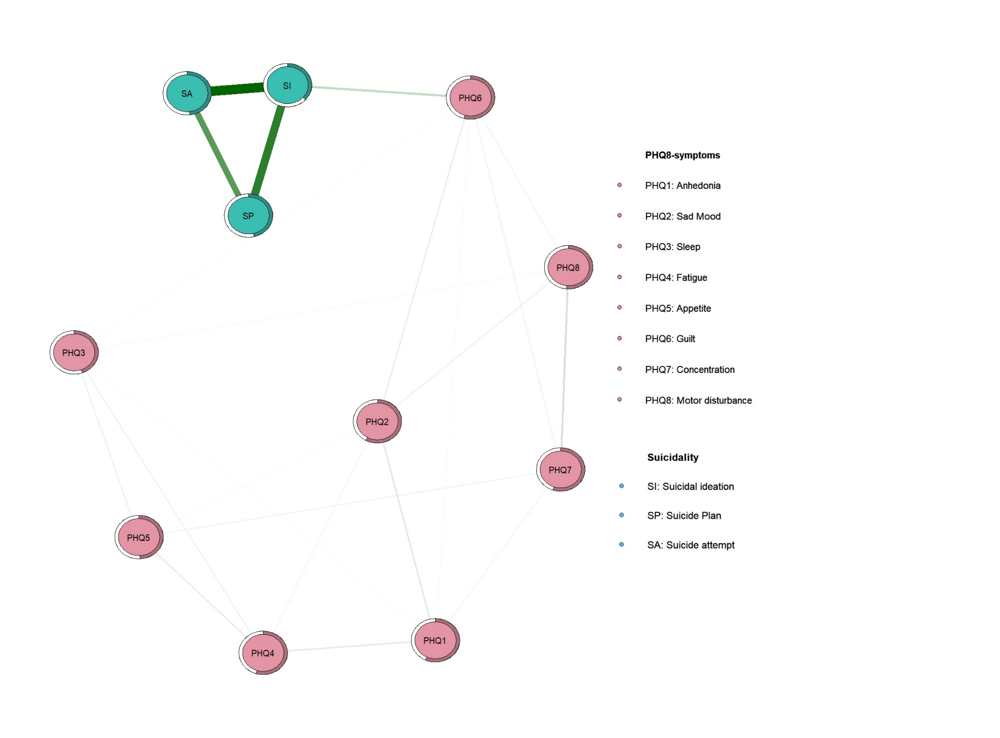 SA
SI
PHQ6
SP
PHQ8
PHQ3
PHQ2
PHQ7
PHQ5
PHQ4
PHQ1
PHQ8-symptoms
PHQ1: Anhedonia
PHQ2: Sad Mood
PHQ3: Sleep
PHQ4: Fatigue
PHQ5: Appetite
PHQ6: Guilt
PHQ7: Concentration
PHQ8: Motor disturbance
Suicidality
SI: Suicidal ideation
SP: Suicide Plan
SA: Suicide attempt